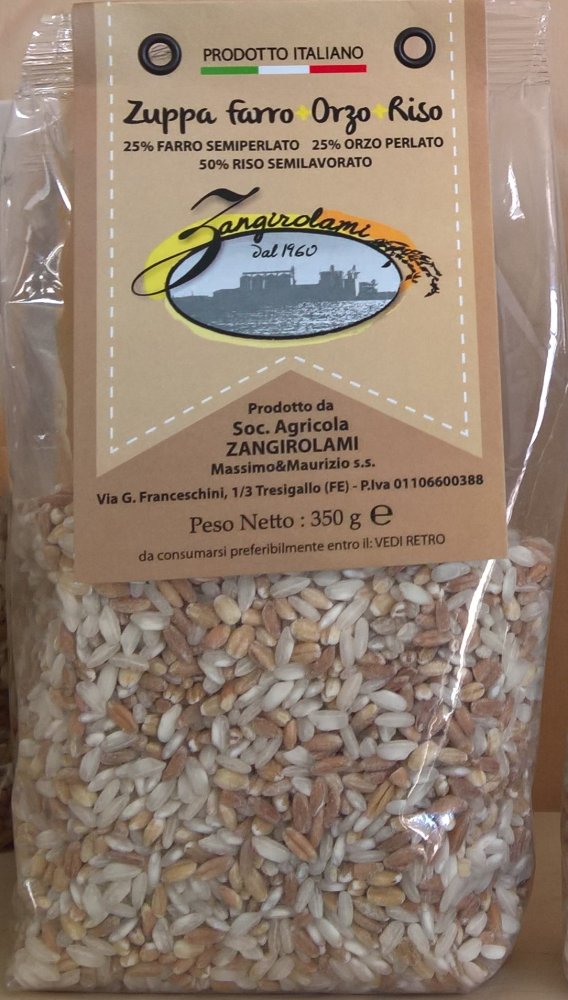 PRODOTTO ITALIANO
Zuppa farro+Orzo+Riso
25% FARRO SEMIPERLATO 25% ORZO PERLATO
50% RISO SEMILAVORATO
Zangirolami
dal 1960
Prodotto da
Soc. Agricola
ZANGIROLAMI
Massimo&Maurizio s.s.
Via G. Franceschini, 1/3 Tresigallo (FE) - P.Iva 01106600388
Peso Netto : 350 g ℮
da consumarsi preferibilmente entro il: VEDI RETRO